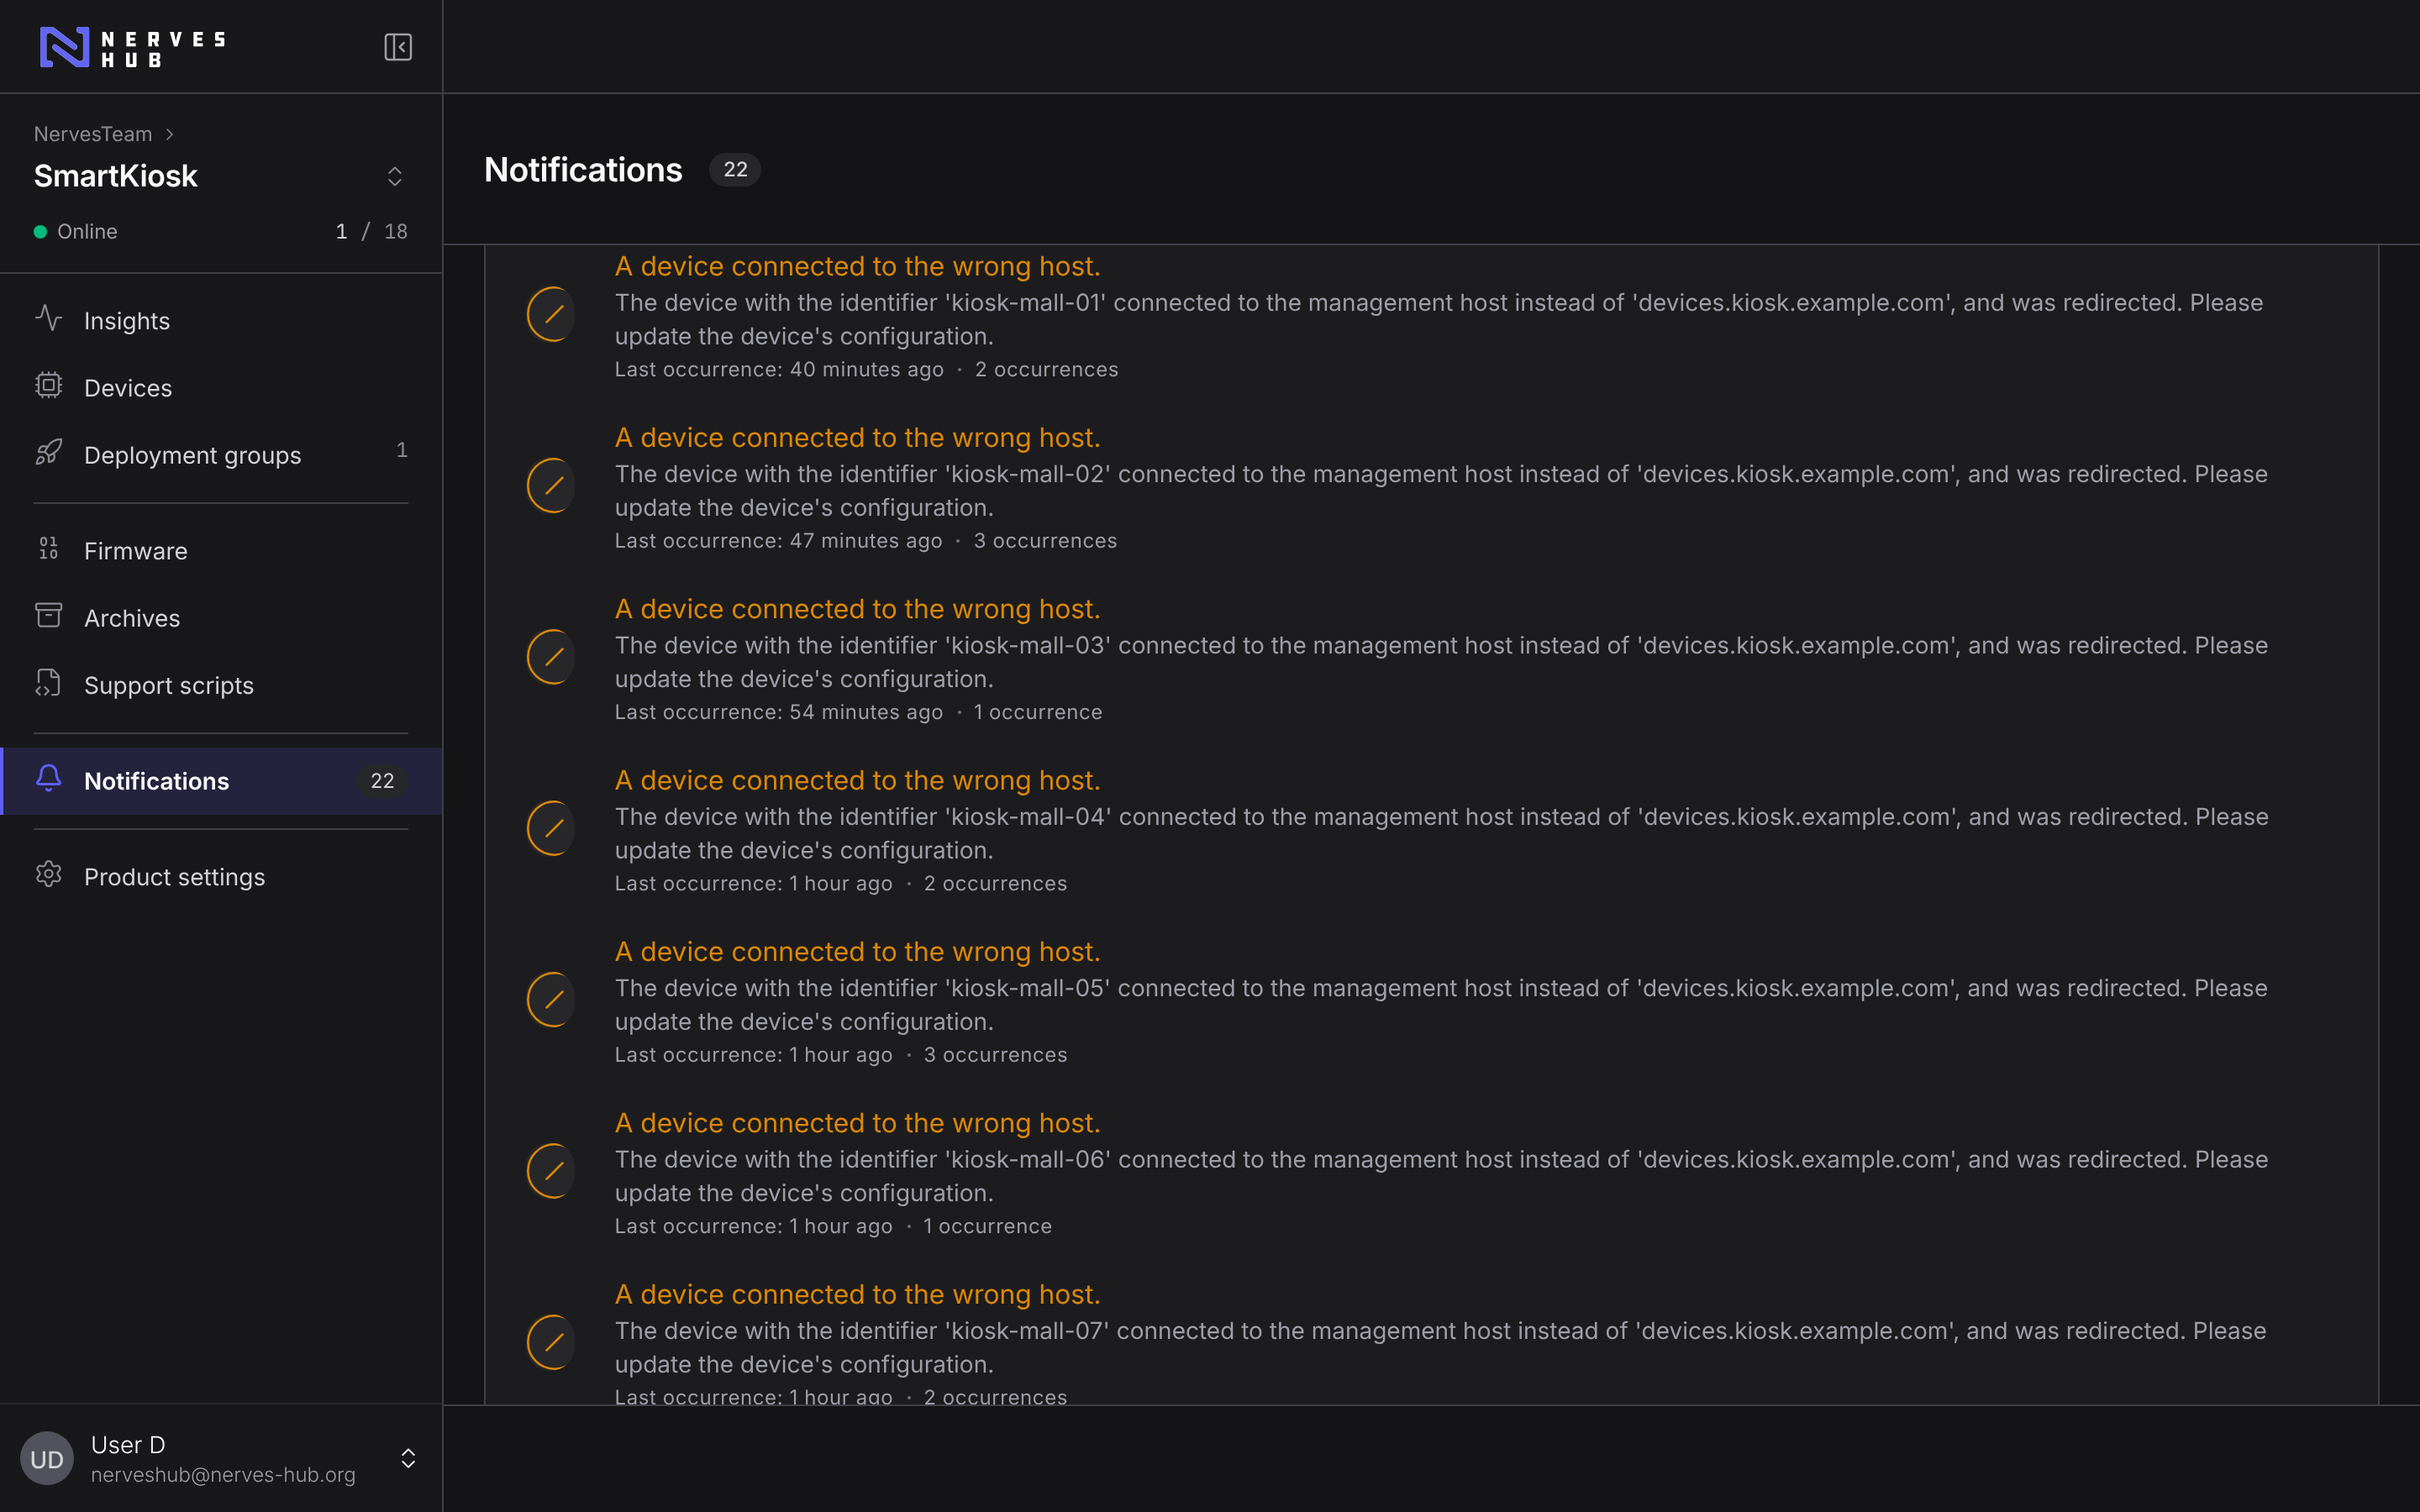 NERVES
HUB
NervesTeam
SmartKiosk
Online 1 / 18
Insights
Devices
Deployment groups 1
Firmware
Archives
Support scripts
Notifications 22
Product settings
UD
User D
nerveshub@nerves-hub.org
Notifications 22
A device connected to the wrong host.
The device with the identifier 'kiosk-mall-01' connected to the management host instead of 'devices.kiosk.example.com', and was redirected. Please
update the device's configuration.
Last occurrence: 40 minutes ago · 2 occurrences
A device connected to the wrong host.
The device with the identifier 'kiosk-mall-02' connected to the management host instead of 'devices.kiosk.example.com', and was redirected. Please
update the device's configuration.
Last occurrence: 47 minutes ago · 3 occurrences
A device connected to the wrong host.
The device with the identifier 'kiosk-mall-03' connected to the management host instead of 'devices.kiosk.example.com', and was redirected. Please
update the device's configuration.
Last occurrence: 54 minutes ago · 1 occurrence
A device connected to the wrong host.
The device with the identifier 'kiosk-mall-04' connected to the management host instead of 'devices.kiosk.example.com', and was redirected. Please
update the device's configuration.
Last occurrence: 1 hour ago · 2 occurrences
A device connected to the wrong host.
The device with the identifier 'kiosk-mall-05' connected to the management host instead of 'devices.kiosk.example.com', and was redirected. Please
update the device's configuration.
Last occurrence: 1 hour ago · 3 occurrences
A device connected to the wrong host.
The device with the identifier 'kiosk-mall-06' connected to the management host instead of 'devices.kiosk.example.com', and was redirected. Please
update the device's configuration.
Last occurrence: 1 hour ago · 1 occurrence
A device connected to the wrong host.
The device with the identifier 'kiosk-mall-07' connected to the management host instead of 'devices.kiosk.example.com', and was redirected. Please
update the device's configuration.
Last occurrence: 1 hour ago · 2 occurrences